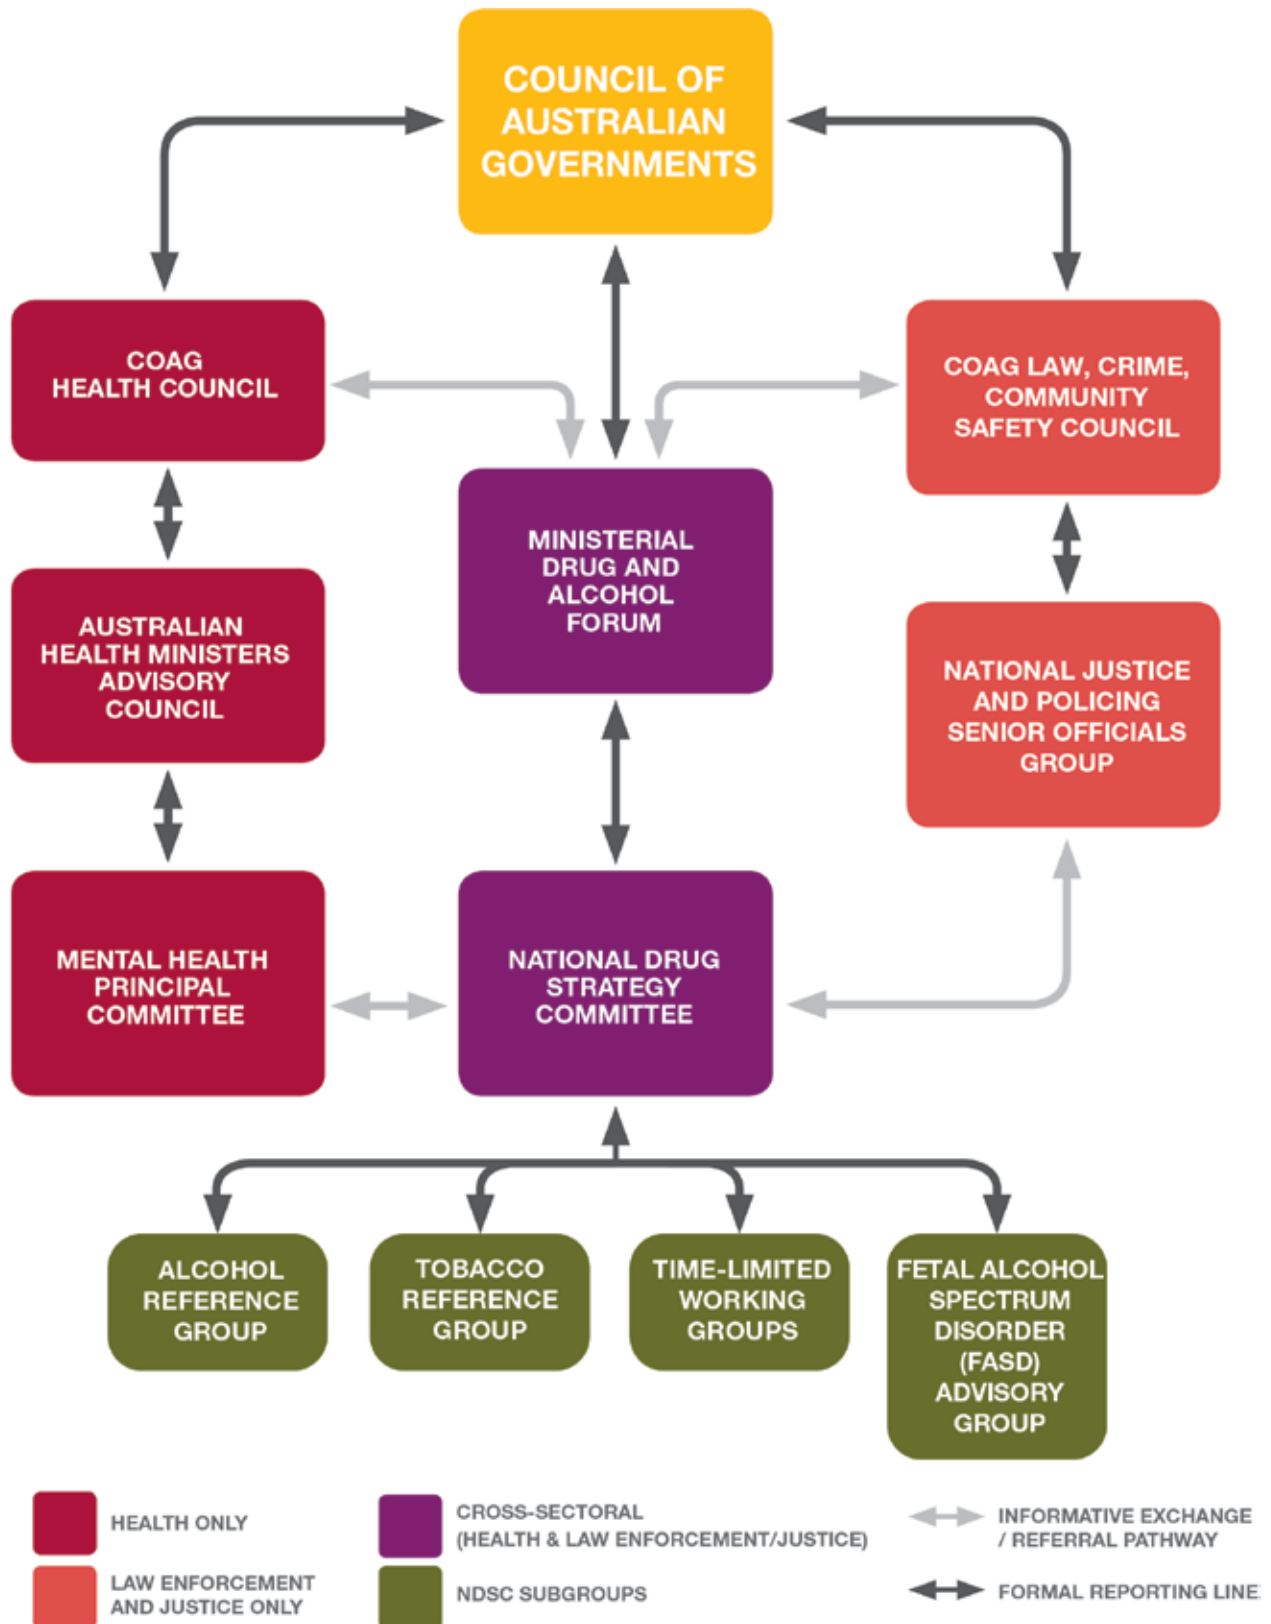 COUNCIL OF
AUSTRALIAN
GOVERNMENTS
COAG
HEALTH COUNCIL
COAG LAW, CRIME,
COMMUNITY
SAFETY COUNCIL
MINISTERIAL
DRUG AND
ALCOHOL
FORUM
AUSTRALIAN
HEALTH MINISTERS
ADVISORY
COUNCIL
NATIONAL JUSTICE
AND POLICING
SENIOR OFFICIALS
GROUP
MENTAL HEALTH
PRINCIPAL
COMMITTEE
NATIONAL DRUG
STRATEGY
COMMITTEE
ALCOHOL
REFERENCE
GROUP
TOBACCO
REFERENCE
GROUP
TIME-LIMITED
WORKING
GROUPS
FETAL ALCOHOL
SPECTRUM
DISORDER
(FASD)
ADVISORY
GROUP
HEALTH ONLY
LAW ENFORCEMENT
AND JUSTICE ONLY
CROSS-SECTORAL
(HEALTH & LAW ENFORCEMENT/JUSTICE)
NDSC SUBGROUPS
INFORMATIVE EXCHANGE
/ REFERRAL PATHWAY
FORMAL REPORTING LINE